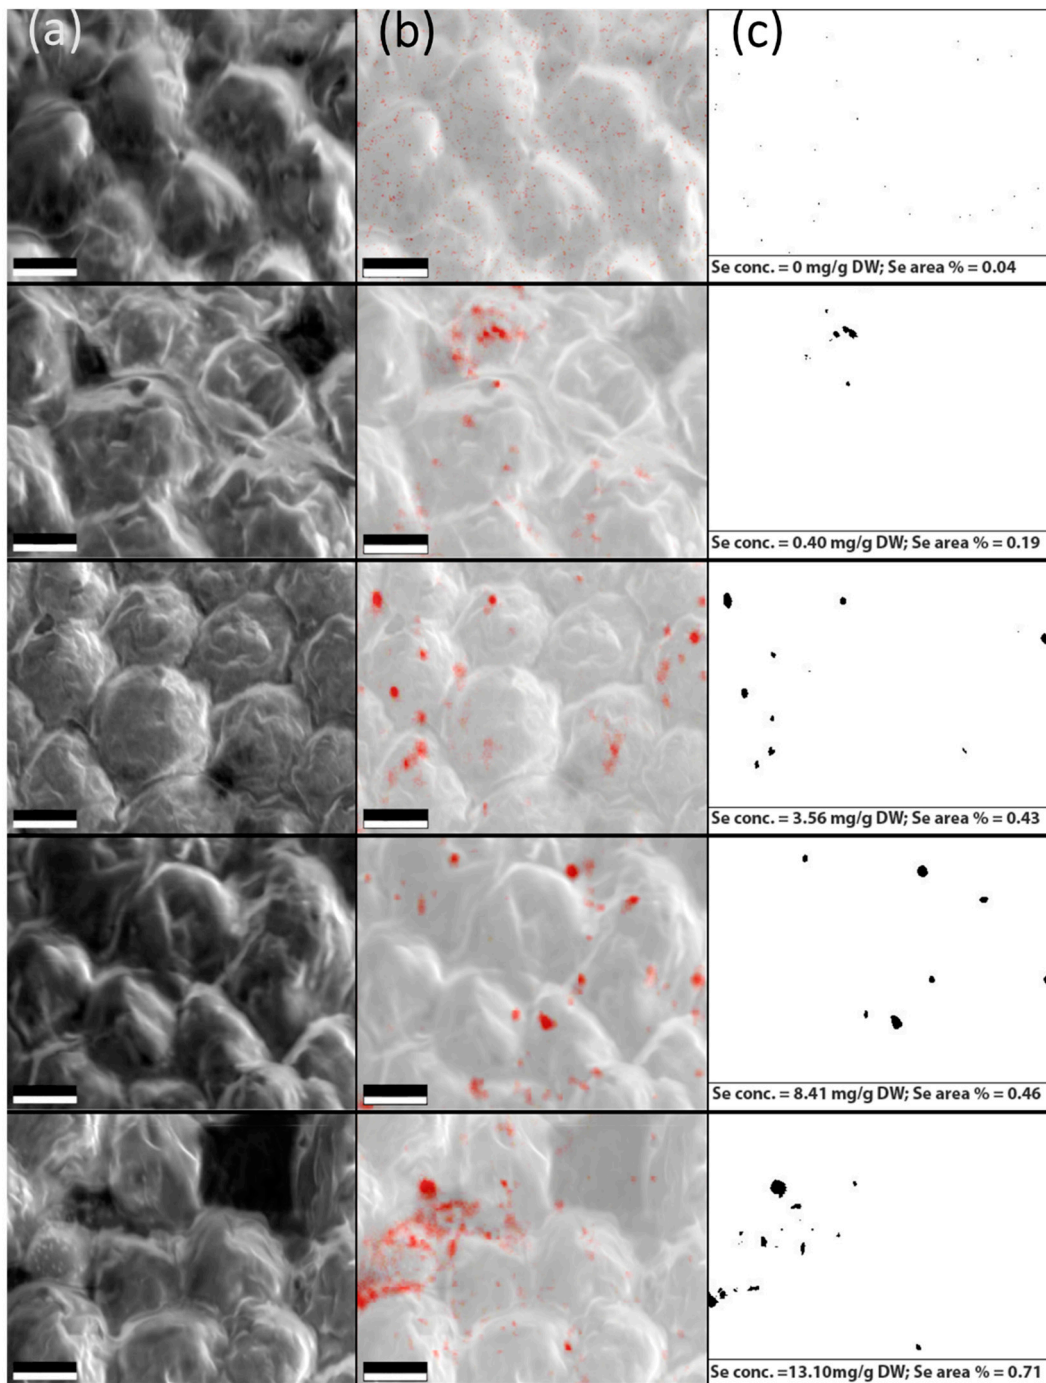 (a) (b) (c)
Se conc. = 0 mg/g DW; Se area % = 0.04
Se conc. = 0.40 mg/g DW; Se area % = 0.19
Se conc. = 3.56 mg/g DW; Se area % = 0.43
Se conc. = 8.41 mg/g DW; Se area % = 0.46
Se conc. =13.10mg/g DW; Se area % = 0.71